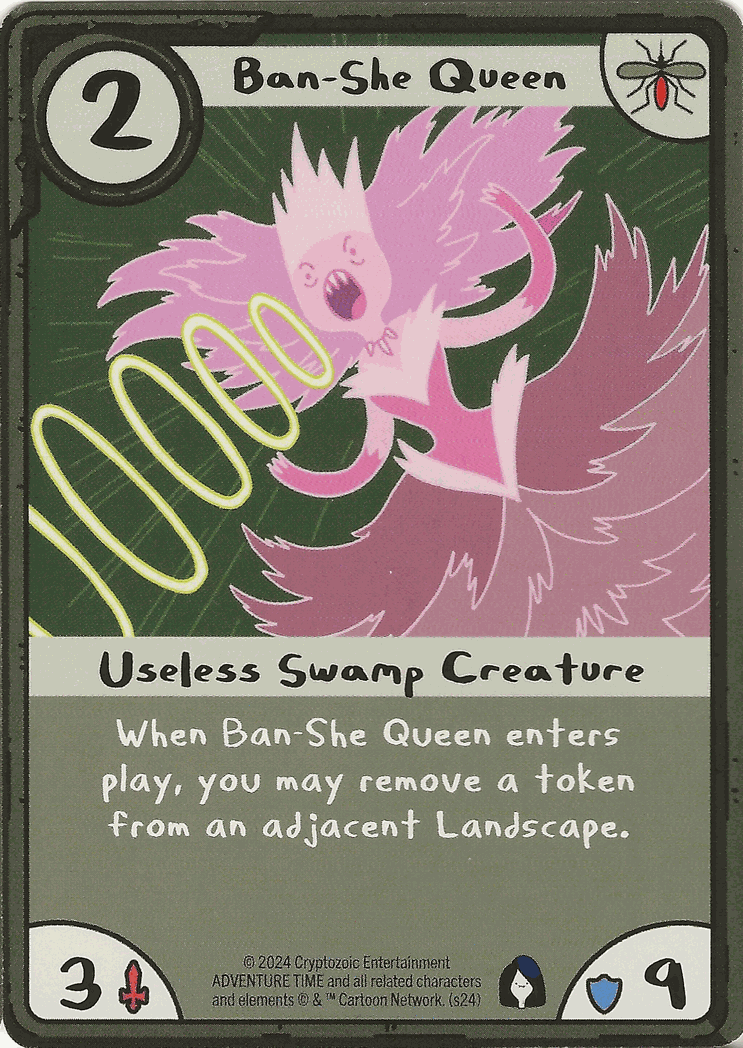 2
Ban-She Queen
Useless Swamp Creature
When Ban-She Queen enters
play, you may remove a token
from an adjacent Landscape.
3
© 2024 Cryptozoic Entertainment
ADVENTURE TIME and all related characters
and elements © & ™ Cartoon Network. (s24)
9